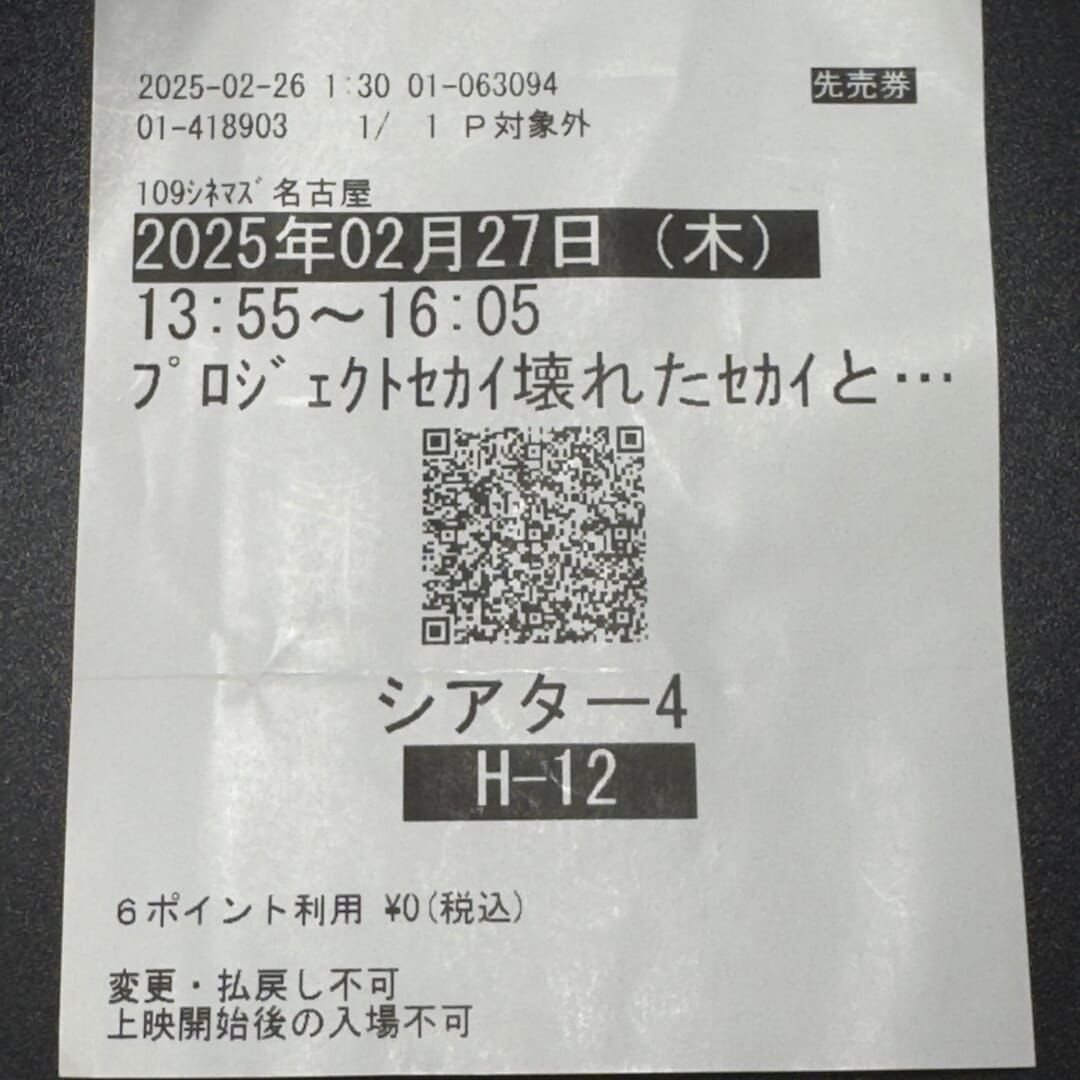 2025-02-26 1:30 01-063094 先売券
01-418903 1/ 1 P対象外
109ｼﾈﾏｽﾞ名古屋
2025年02月27日（木）
13:55～16:05
ﾌﾟﾛｼﾞｪｸﾄｾｶｲ壊れたｾｶｲと…
シアター4
H-12
6ポイント利用 ¥0(税込)
変更・払戻し不可
上映開始後の入場不可